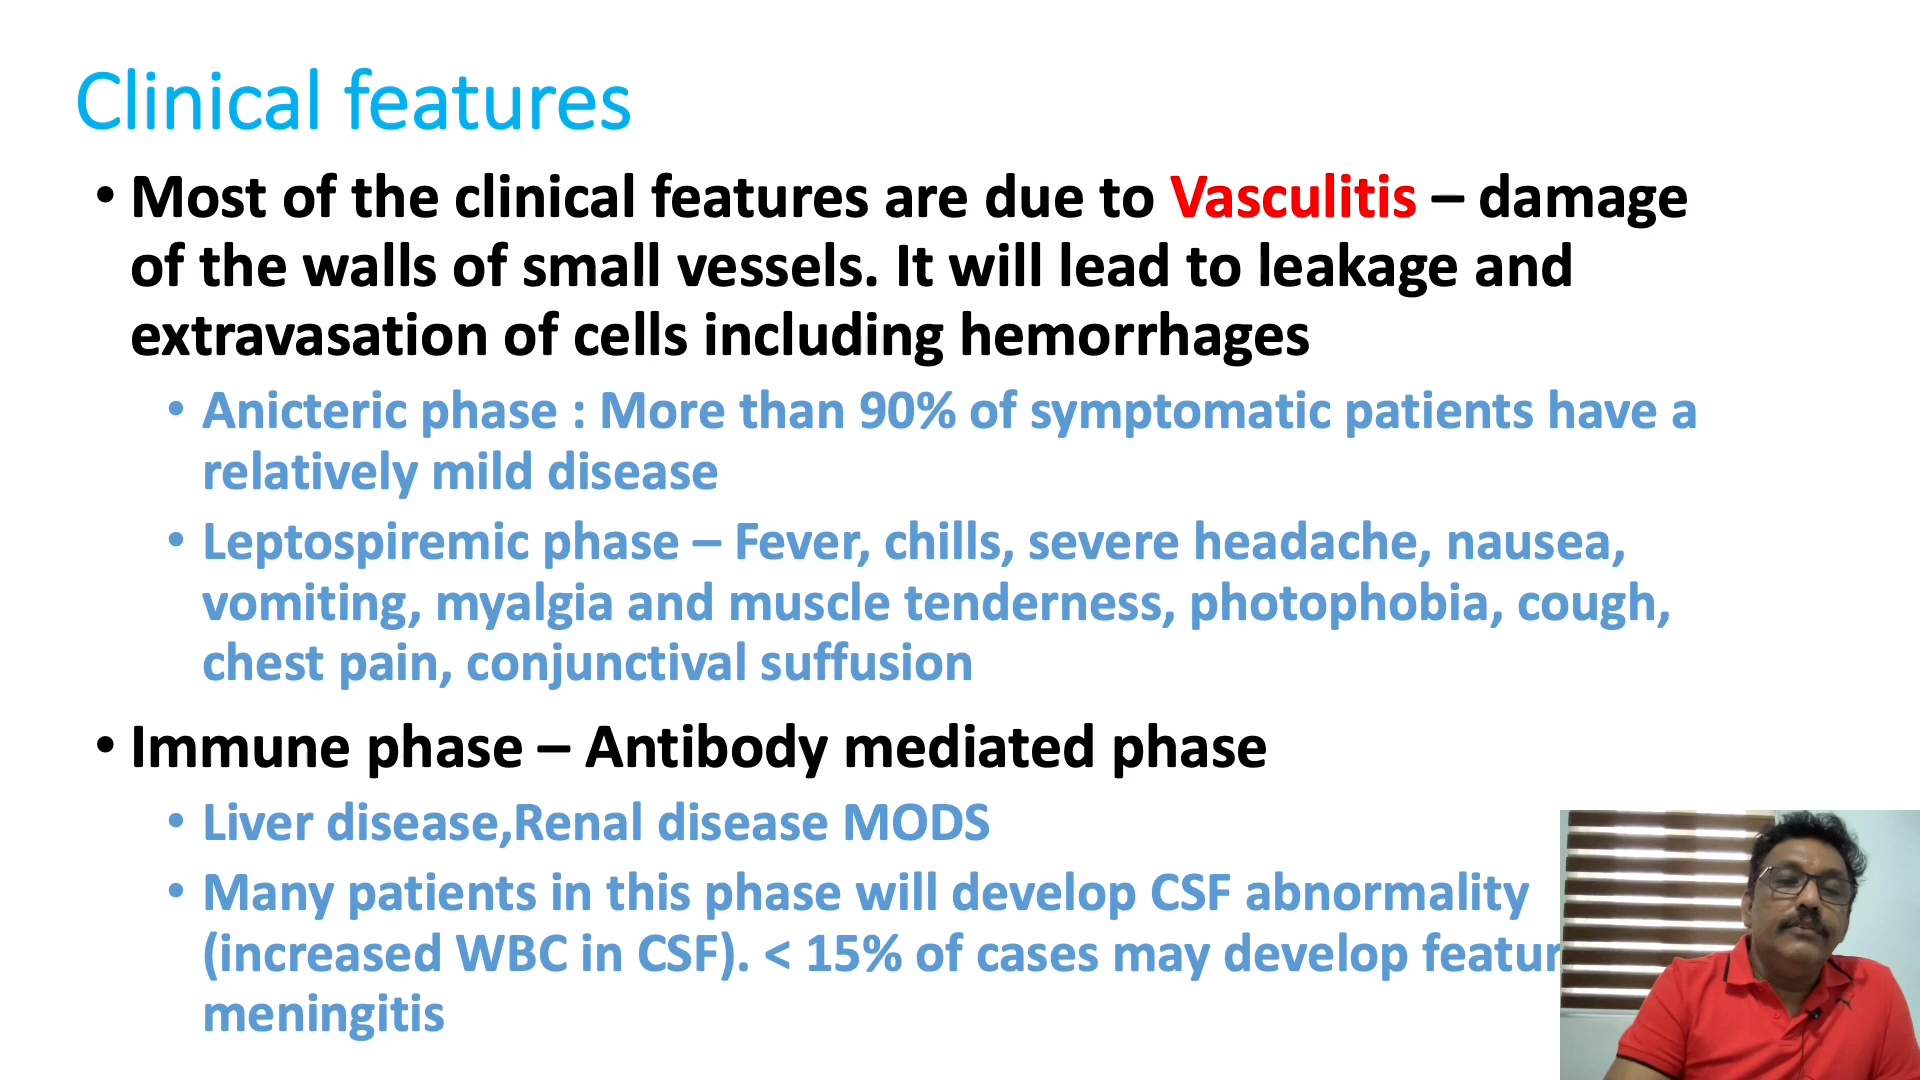 Clinical features
• Most of the clinical features are due to Vasculitis – damage
of the walls of small vessels. It will lead to leakage and
extravasation of cells including hemorrhages
• Anicteric phase : More than 90% of symptomatic patients have a
relatively mild disease
• Leptospiremic phase – Fever, chills, severe headache, nausea,
vomiting, myalgia and muscle tenderness, photophobia, cough,
chest pain, conjunctival suffusion
• Immune phase – Antibody mediated phase
• Liver disease,Renal disease MODS
• Many patients in this phase will develop CSF abnormality
(increased WBC in CSF). < 15% of cases may develop
meningitis